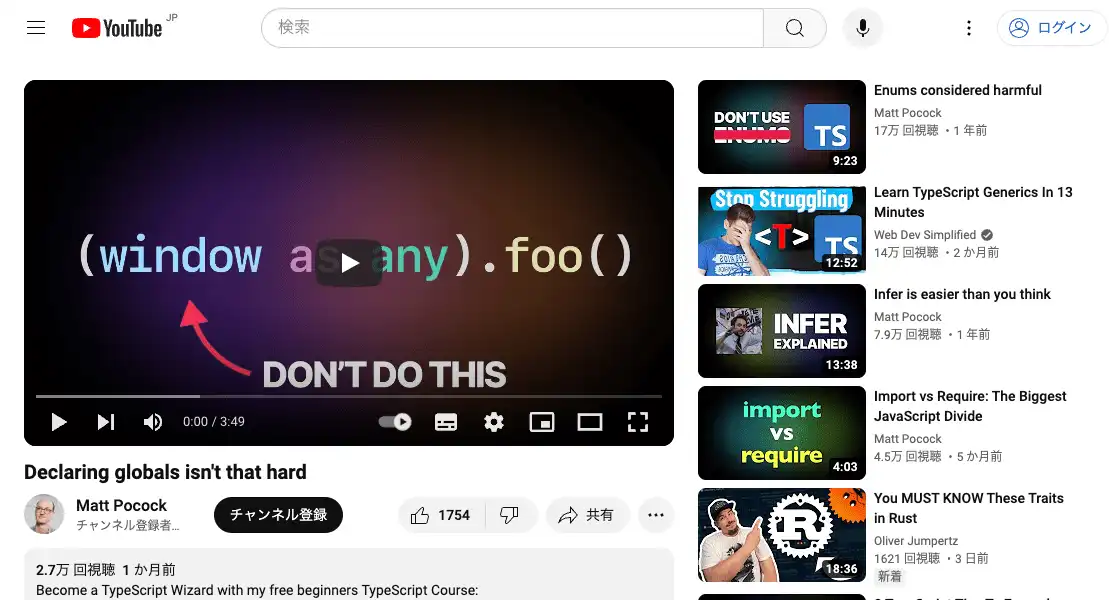 YouTube JP
検索
ログイン
(window as any).foo()
DON'T DO THIS
0:00 / 3:49
Declaring globals isn't that hard
Matt Pocock
チャンネル登録者...
チャンネル登録
1754
共有
2.7万 回視聴 1 か月前
Become a TypeScript Wizard with my free beginners TypeScript Course:
DON'T USE
ENUMS
TS
9:23
Enums considered harmful
Matt Pocock
17万 回視聴 ・1 年前
Stop Struggling
<T>
TS
12:52
Learn TypeScript Generics In 13
Minutes
Web Dev Simplified
14万 回視聴 ・2 か月前
INFER
EXPLAINED
13:38
Infer is easier than you think
Matt Pocock
7.9万 回視聴 ・1 年前
import
vs
require
4:03
Import vs Require: The Biggest
JavaScript Divide
Matt Pocock
4.5万 回視聴 ・5 か月前
R
18:36
You MUST KNOW These Traits
in Rust
Oliver Jumpertz
1621 回視聴 ・3 日前
新着